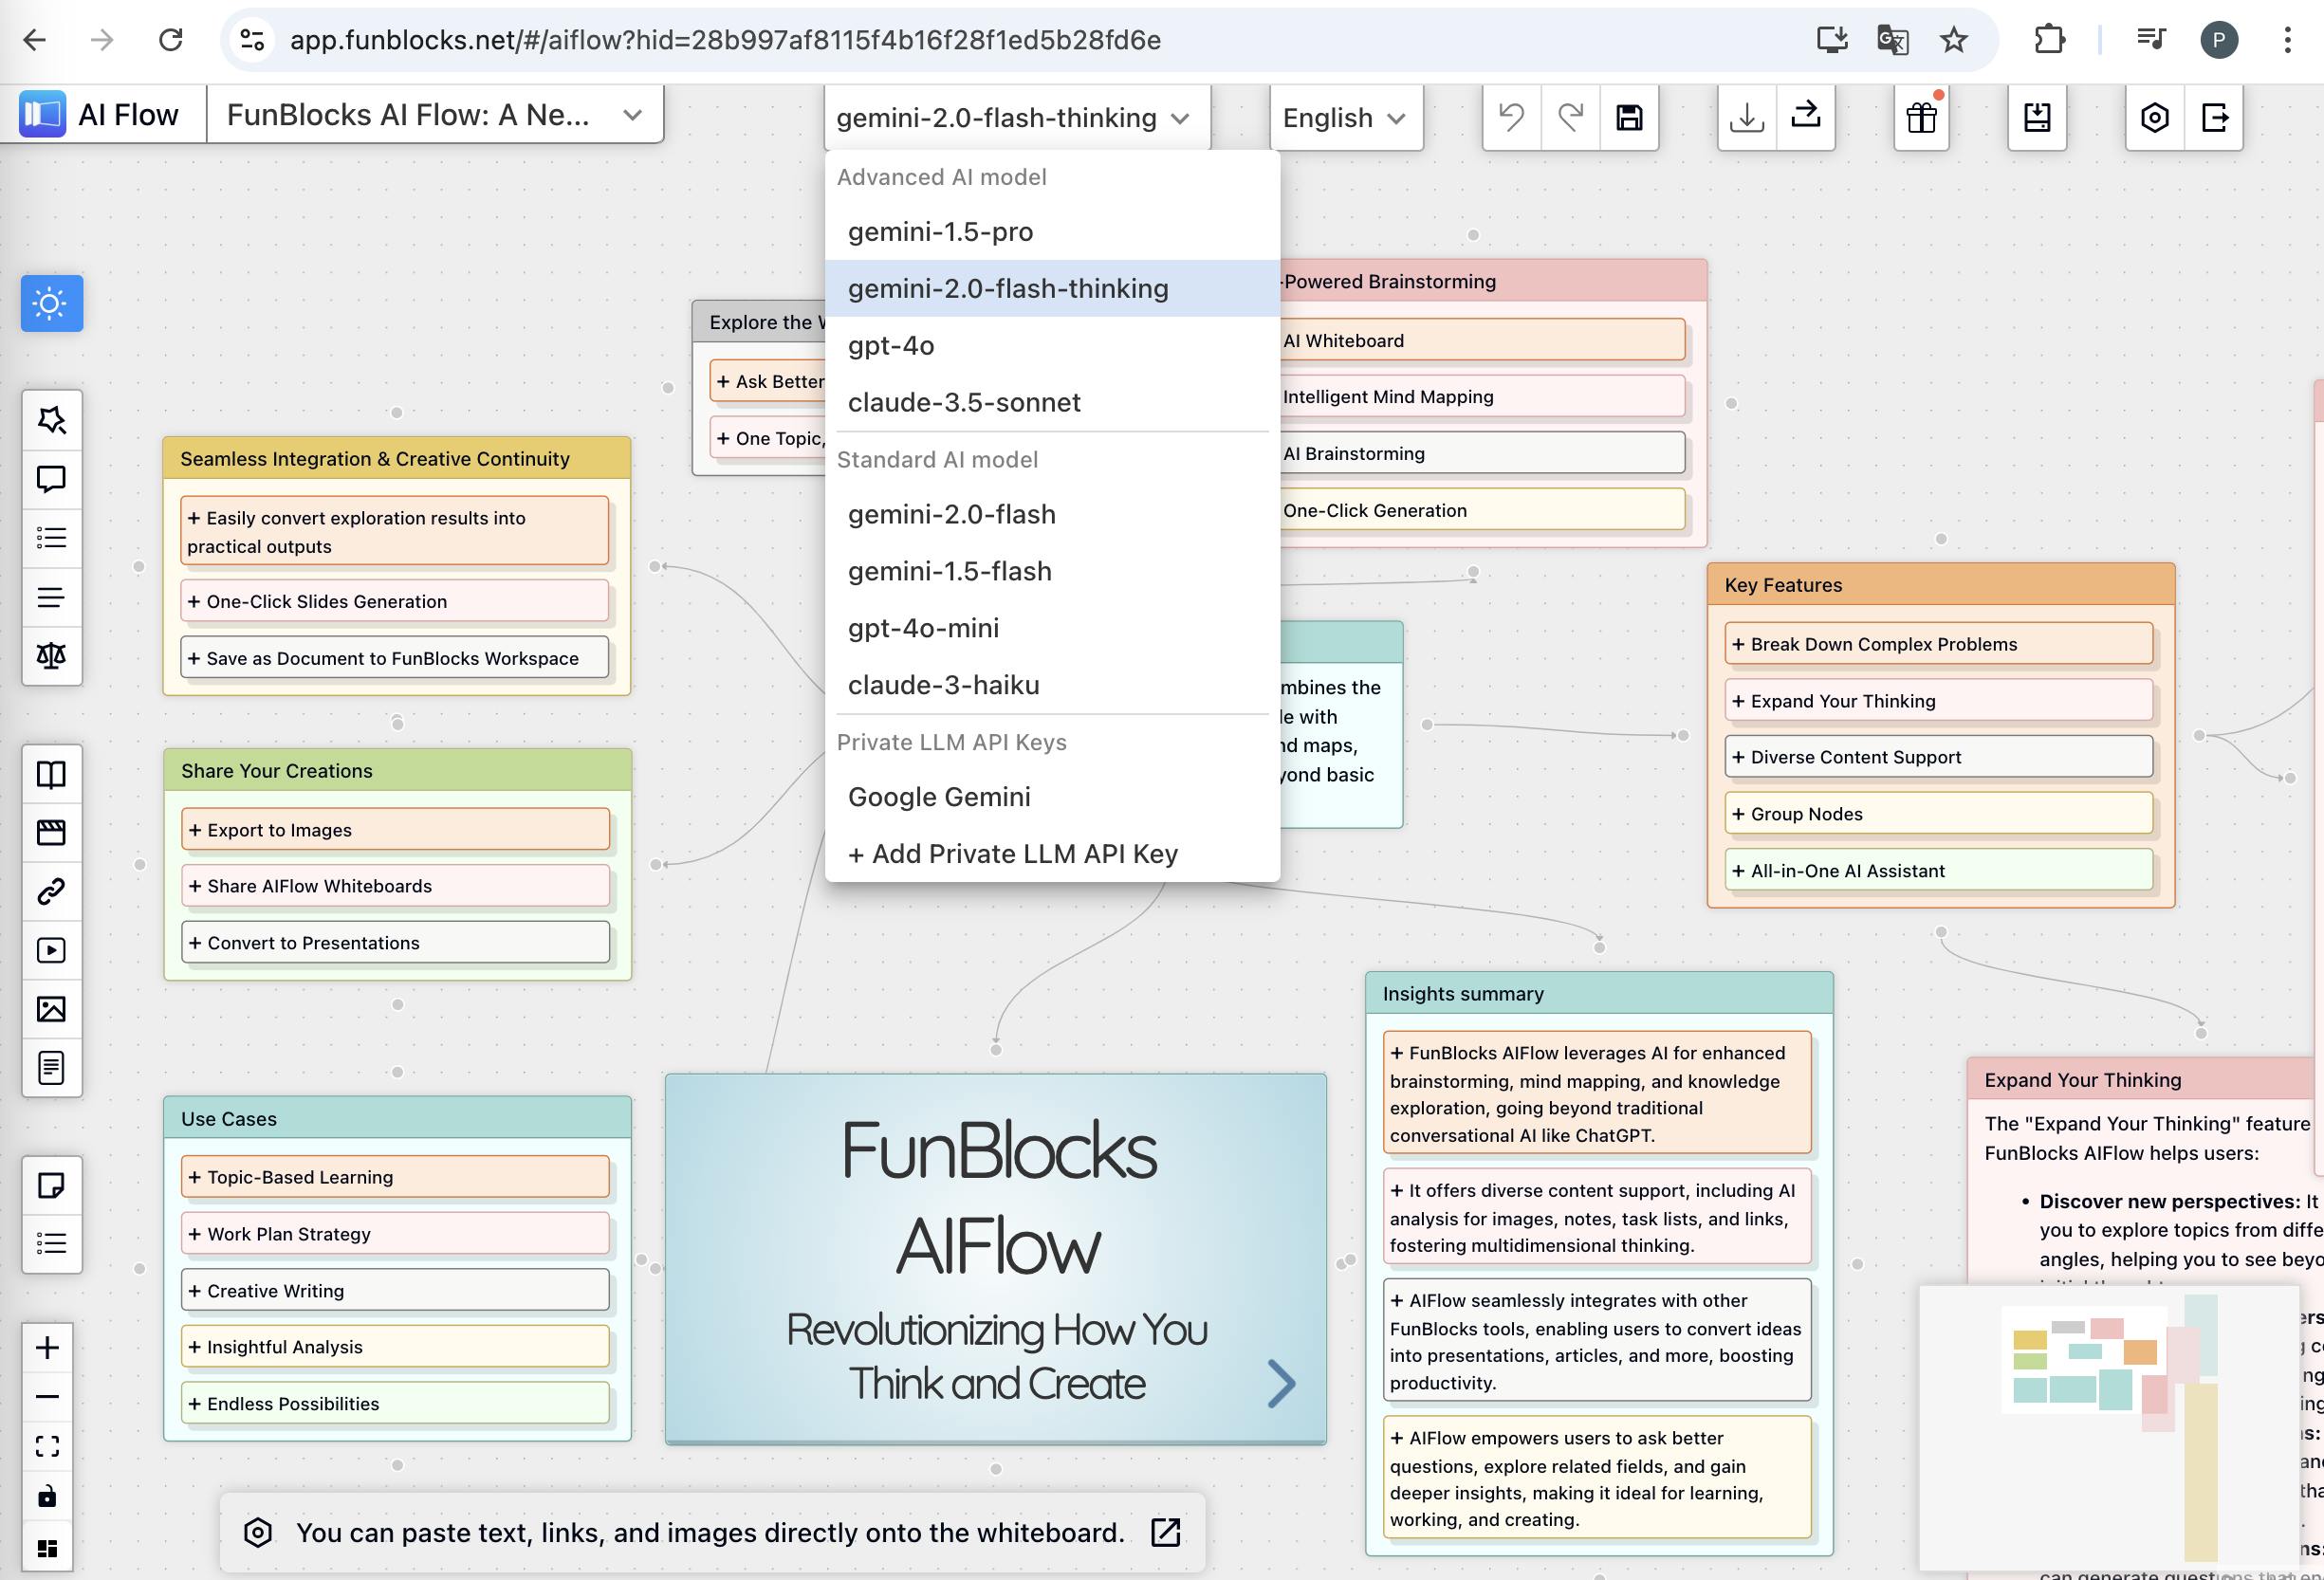 app.funblocks.net/#/aiflow?hid=28b997af8115f4b16f28f1ed5b28fd6e
P
AI Flow
FunBlocks AI Flow: A Ne...
gemini-2.0-flash-thinking
English
Advanced AI model
gemini-1.5-pro
gemini-2.0-flash-thinking
gpt-4o
claude-3.5-sonnet
Standard AI model
gemini-2.0-flash
gemini-1.5-flash
gpt-4o-mini
claude-3-haiku
Private LLM API Keys
Google Gemini
+ Add Private LLM API Key
Explore the
+ Ask Better
+ One Topic,
-Powered Brainstorming
AI Whiteboard
Intelligent Mind Mapping
AI Brainstorming
One-Click Generation
Seamless Integration & Creative Continuity
+ Easily convert exploration results into
practical outputs
+ One-Click Slides Generation
+ Save as Document to FunBlocks Workspace
Share Your Creations
+ Export to Images
+ Share AIFlow Whiteboards
+ Convert to Presentations
mbines the
le with
nd maps,
yond basic
Key Features
+ Break Down Complex Problems
+ Expand Your Thinking
+ Diverse Content Support
+ Group Nodes
+ All-in-One AI Assistant
Use Cases
+ Topic-Based Learning
+ Work Plan Strategy
+ Creative Writing
+ Insightful Analysis
+ Endless Possibilities
FunBlocks
AIFlow
Revolutionizing How You
Think and Create
Insights summary
+ FunBlocks AIFlow leverages AI for enhanced
brainstorming, mind mapping, and knowledge
exploration, going beyond traditional
conversational AI like ChatGPT.
+ It offers diverse content support, including AI
analysis for images, notes, task lists, and links,
fostering multidimensional thinking.
+ AIFlow seamlessly integrates with other
FunBlocks tools, enabling users to convert ideas
into presentations, articles, and more, boosting
productivity.
+ AIFlow empowers users to ask better
questions, explore related fields, and gain
deeper insights, making it ideal for learning,
working, and creating.
Expand Your Thinking
The "Expand Your Thinking" feature
FunBlocks AIFlow helps users:
• Discover new perspectives: It
you to explore topics from diffe
angles, helping you to see beyo
You can paste text, links, and images directly onto the whiteboard.